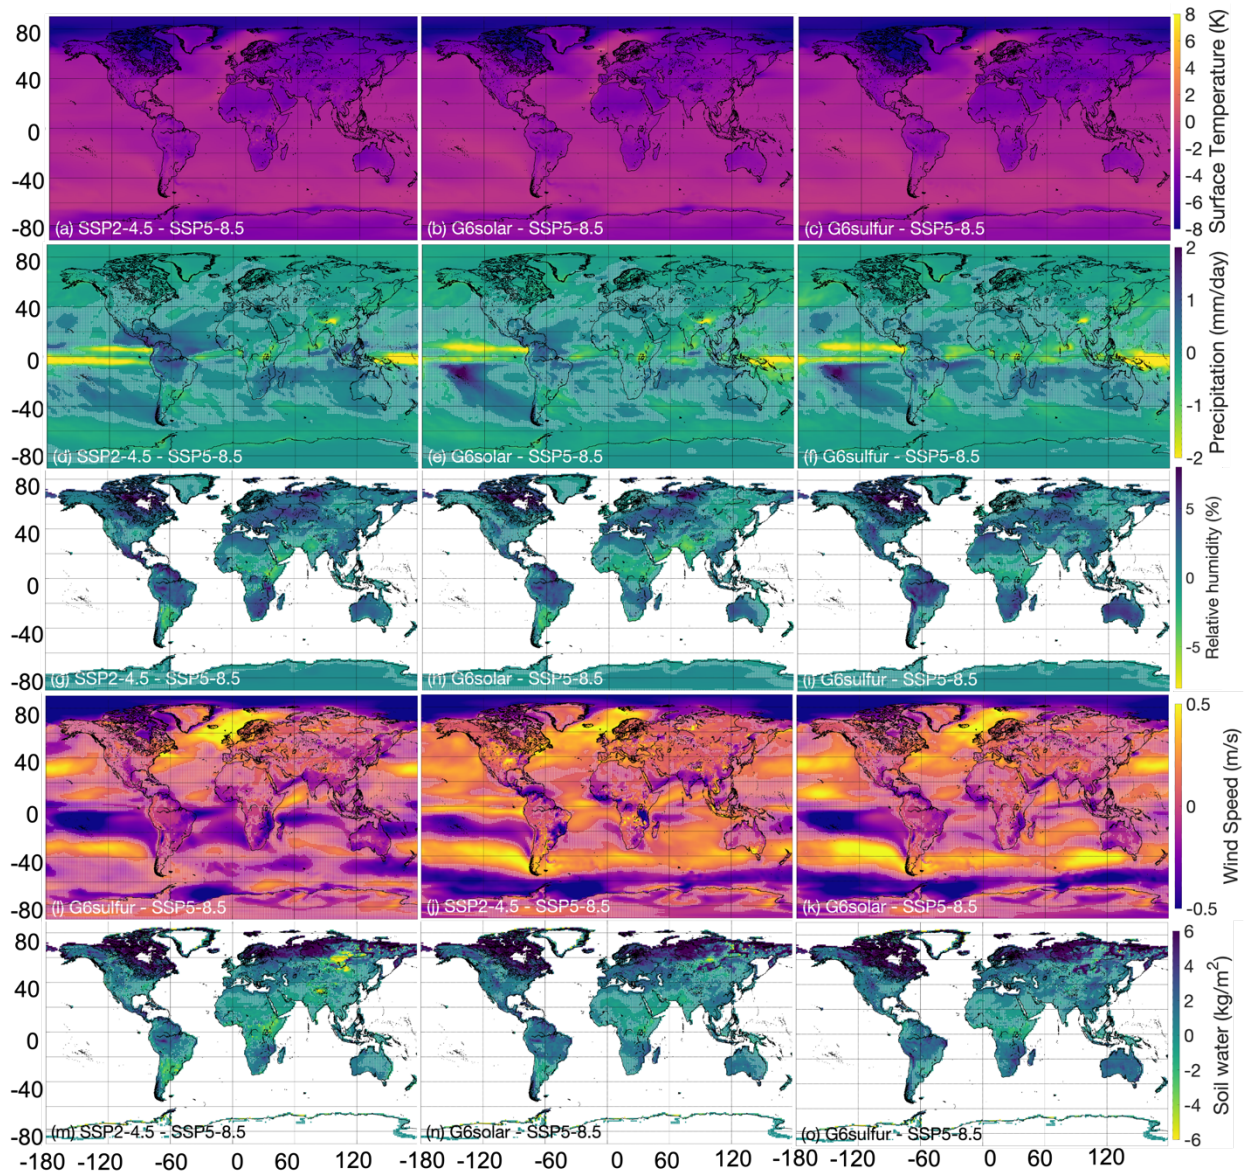 80
40
0
-40
-80
(a) SSP2-4.5 - SSP5-8.5
(b) G6solar - SSP5-8.5
(c) G6sulfur - SSP5-8.5
8
6
4
2
0
-2
-4
-6
-8
Surface Temperature (K)
80
40
0
-40
-80
(d) SSP2-4.5 - SSP5-8.5
(e) G6solar - SSP5-8.5
(f) G6sulfur - SSP5-8.5
2
1
0
-1
-2
Precipitation (mm/day)
80
40
0
-40
-80
(g) SSP2-4.5 - SSP5-8.5
(h) G6solar - SSP5-8.5
(i) G6sulfur - SSP5-8.5
5
0
-5
Relative humidity (%)
80
40
0
-40
-80
(l) G6sulfur - SSP5-8.5
(j) SSP2-4.5 - SSP5-8.5
(k) G6solar - SSP5-8.5
0.5
0
-0.5
Wind Speed (m/s)
80
40
0
40
-80
(m) SSP2-4.5 - SSP5-8.5
(n) G6solar - SSP5-8.5
(o) G6sulfur - SSP5-8.5
6
4
2
0
-2
-4
-6
Soil water (kg/m²)
-180 -120 -60 0 60 120 -180 -120 -60 0 60 120 -180 -120 -60 0 60 120